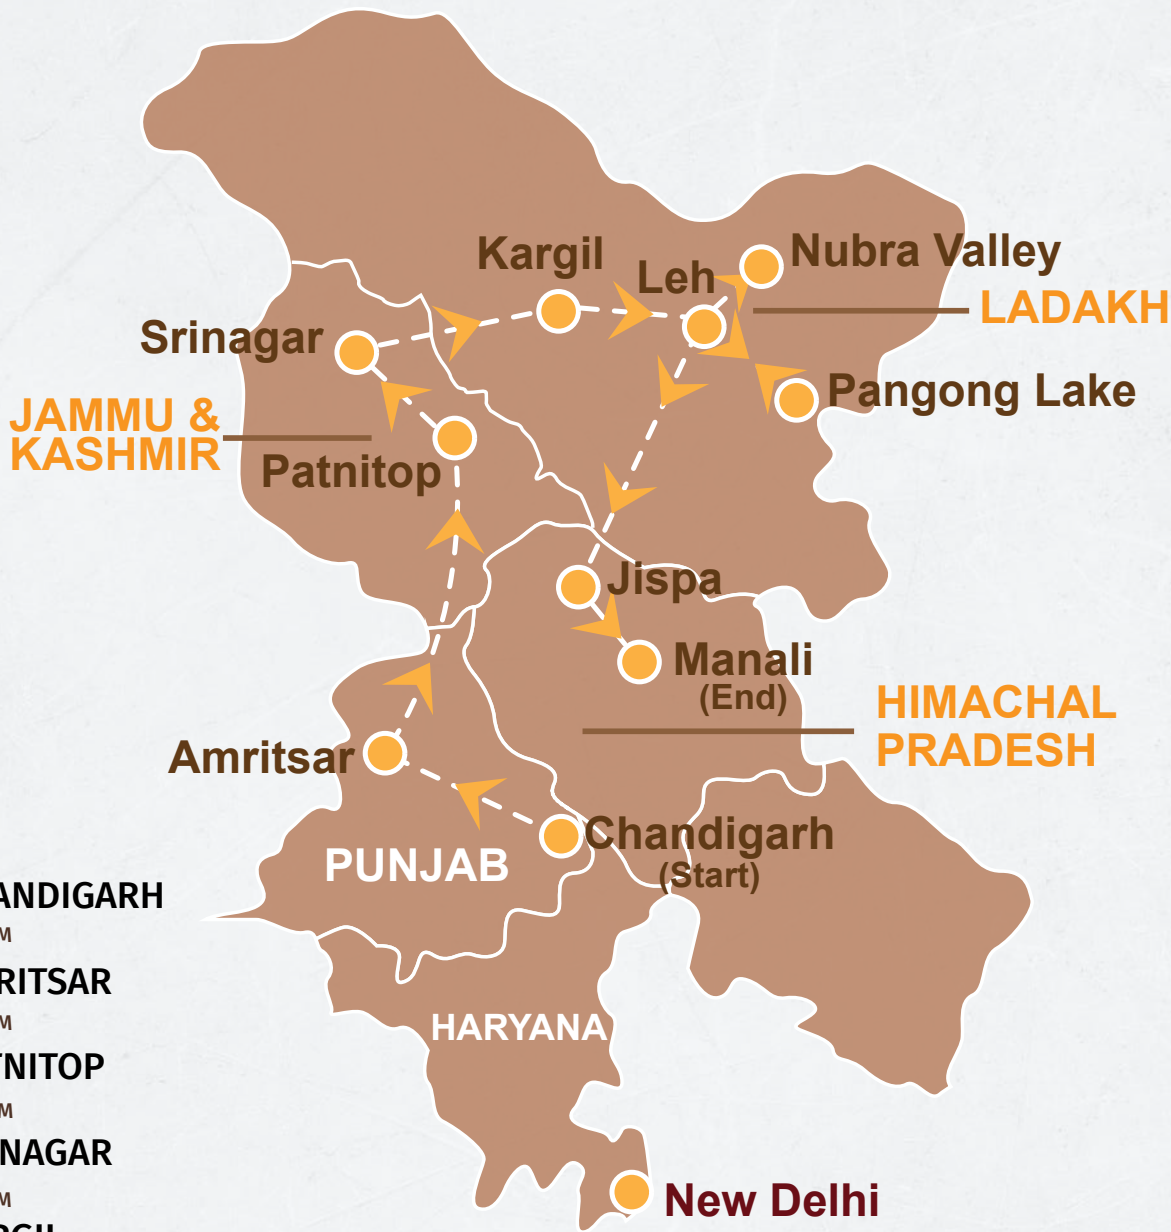 Kargil
Leh
Nubra Valley
LADAKH
Srinagar
Pangong Lake
JAMMU &
KASHMIR
Patnitop
Jispa
Manali
(End)
HIMACHAL
PRADESH
Amritsar
Chandigarh
(Start)
PUNJAB
ANDIGARH
M
RITSAR
M
HARYANA
TNITOP
M
NAGAR
M
New Delhi